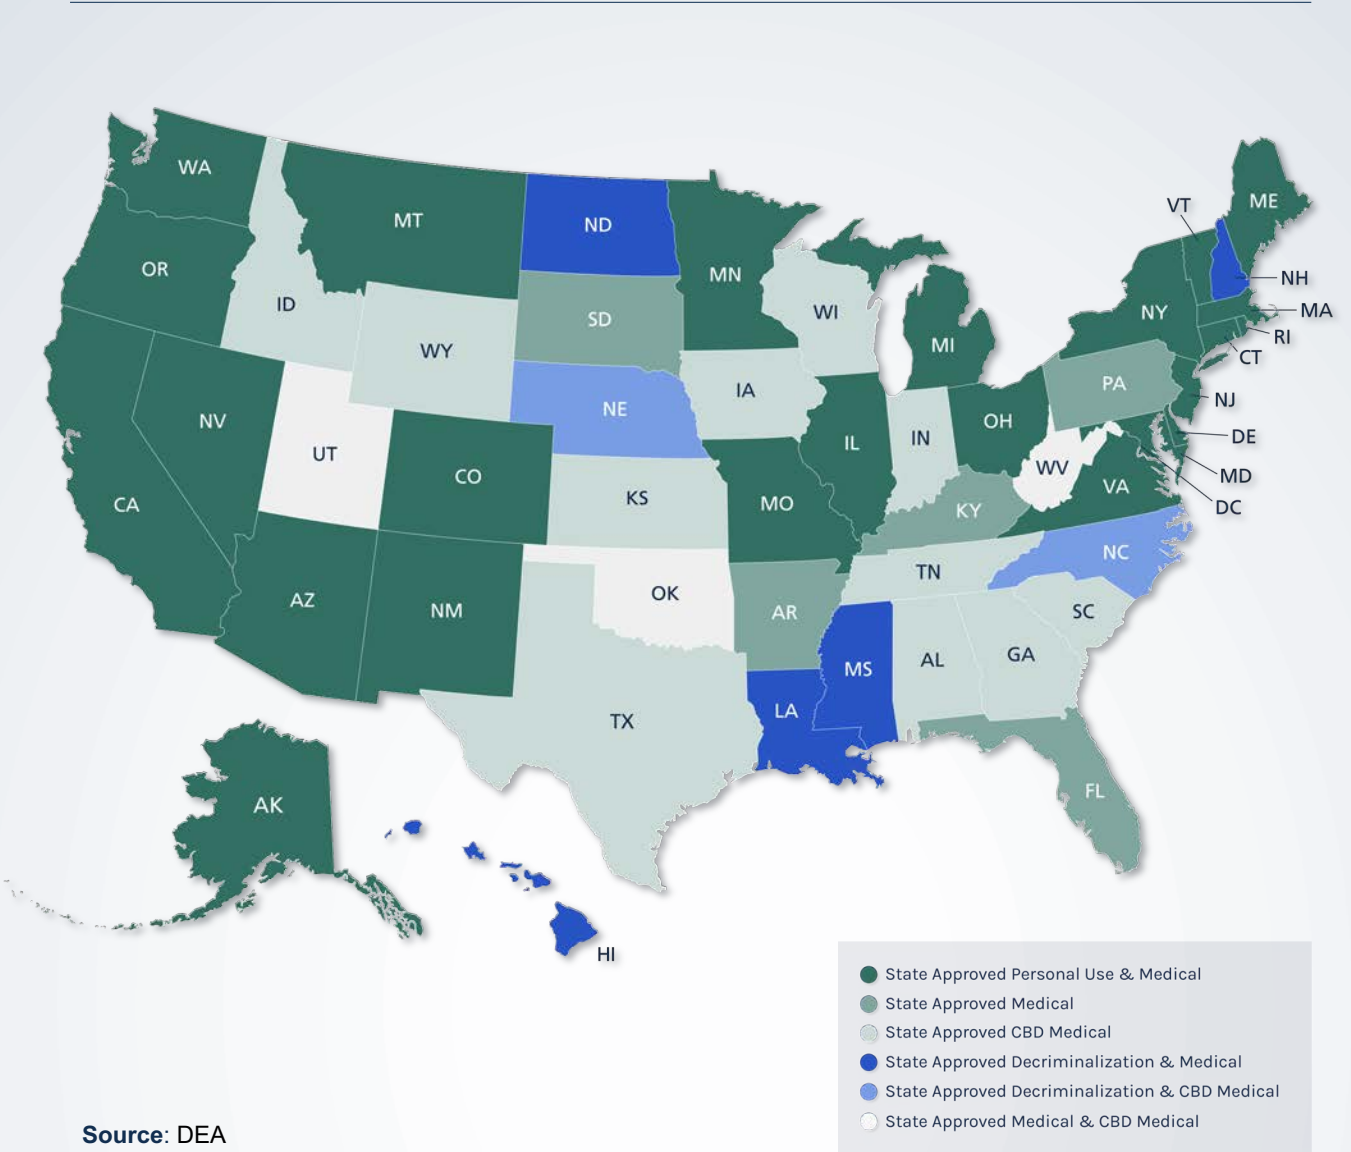 WA
ME
VT
MT
ND
OR
MN
NH
ID
SD
WI
NY
MA
RI
WY
MI
CT
IA
PA
NE
NJ
NV
OH
IN
IL
DE
UT
WV
CO
MD
VA
KS
CA
MO
DC
KY
NC
TN
OK
AZ
NM
AR
SC
GA
AL
MS
LA
TX
FL
AK
HI
State Approved Personal Use & Medical
State Approved Medical
State Approved CBD Medical
State Approved Decriminalization & Medical
State Approved Decriminalization & CBD Medical
State Approved Medical & CBD Medical
Source: DEA